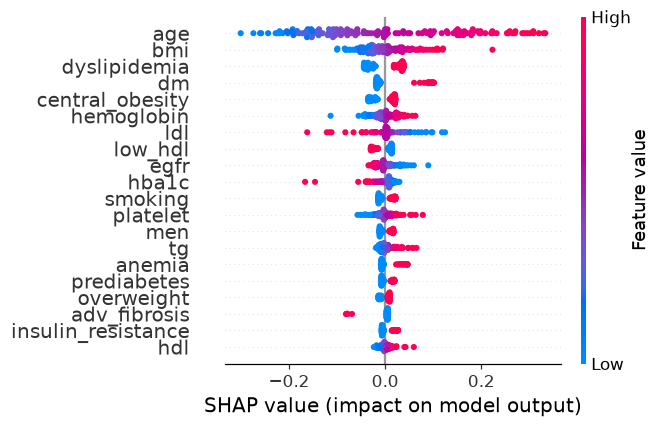 High
age
bmi
dyslipidemia
dm
central_obesity
hemoglobin
ldl
low_hdl
egfr
hba1c
smoking
platelet
men
tg
anemia
prediabetes
overweight
adv_fibrosis
insulin_resistance
hdl
Feature value
Low
−0.2 0.0 0.2
SHAP value (impact on model output)